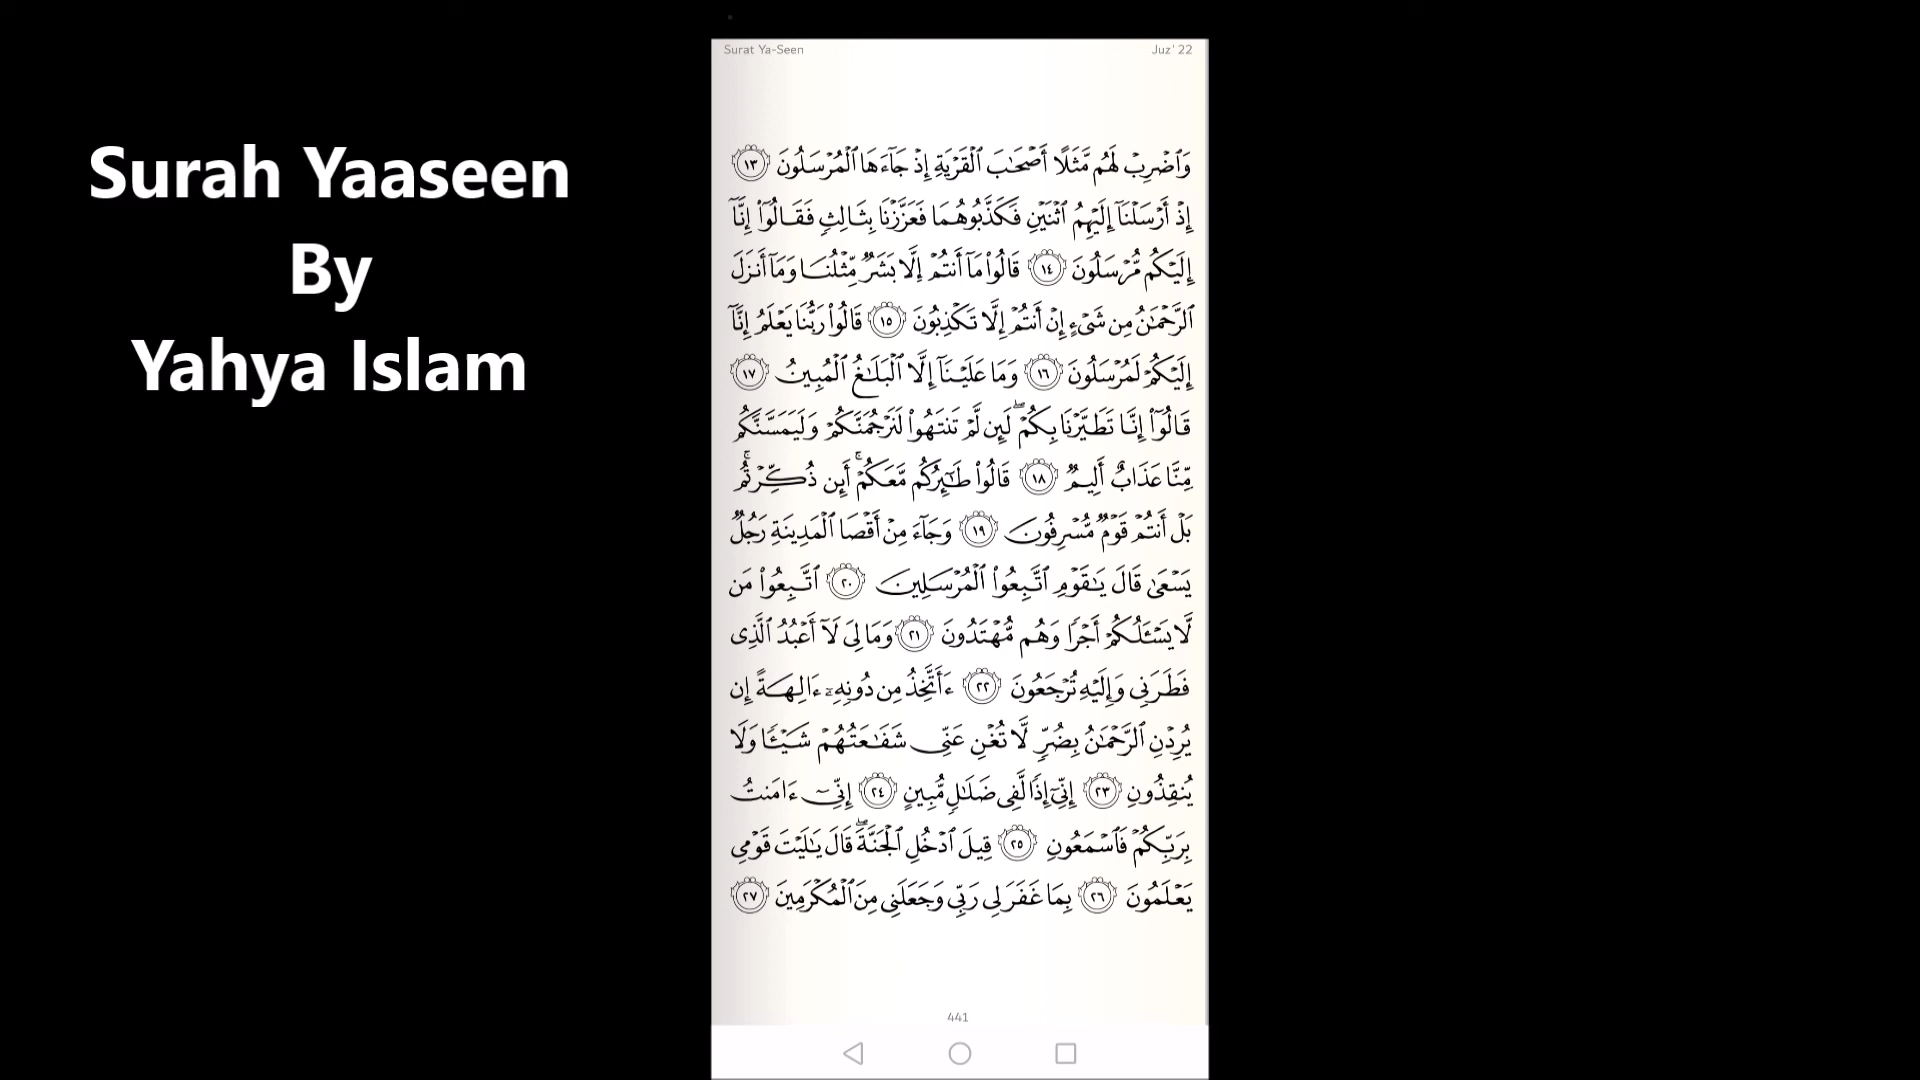 Surah Yaaseen
By
Yahya Islam
Surat Ya-Seen
Juz' 22
وَٱضْرِبْ لَهُم مَّثَلًا أَصْحَٰبَ ٱلْقَرْيَةِ إِذْ جَآءَهَا ٱلْمُرْسَلُونَ ١٣
إِذْ أَرْسَلْنَآ إِلَيْهِمُ ٱثْنَيْنِ فَكَذَّبُوهُمَا فَعَزَّزْنَا بِثَالِثٍ فَقَالُوٓا۟ إِنَّآ
إِلَيْكُم مُّرْسَلُونَ ١٤ قَالُوا۟ مَآ أَنتُمْ إِلَّا بَشَرٌ مِّثْلُنَا وَمَآ أَنزَلَ
ٱلرَّحْمَٰنُ مِن شَىْءٍ إِنْ أَنتُمْ إِلَّا تَكْذِبُونَ ١٥ قَالُوا۟ رَبُّنَا يَعْلَمُ إِنَّآ
إِلَيْكُمْ لَمُرْسَلُونَ ١٦ وَمَا عَلَيْنَآ إِلَّا ٱلْبَلَٰغُ ٱلْمُبِينُ ١٧
قَالُوٓا۟ إِنَّا تَطَيَّرْنَا بِكُمْ ۖ لَئِن لَّمْ تَنتَهُوا۟ لَنَرْجُمَنَّكُمْ وَلَيَمَسَّنَّكُم
مِّنَّا عَذَابٌ أَلِيمٌ ١٨ قَالُوا۟ طَٰٓئِرُكُم مَّعَكُمْ ۚ أَئِن ذُكِّرْتُم ۚ
بَلْ أَنتُمْ قَوْمٌ مُّسْرِفُونَ ١٩ وَجَآءَ مِنْ أَقْصَا ٱلْمَدِينَةِ رَجُلٌ
يَسْعَىٰ قَالَ يَٰقَوْمِ ٱتَّبِعُوا۟ ٱلْمُرْسَلِينَ ٢٠ ٱتَّبِعُوا۟ مَن
لَّا يَسْـَٔلُكُمْ أَجْرًا وَهُم مُّهْتَدُونَ ٢١ وَمَا لِىَ لَآ أَعْبُدُ ٱلَّذِى
فَطَرَنِى وَإِلَيْهِ تُرْجَعُونَ ٢٢ ءَأَتَّخِذُ مِن دُونِهِۦٓ ءَالِهَةً إِن
يُرِدْنِ ٱلرَّحْمَٰنُ بِضُرٍّ لَّا تُغْنِ عَنِّى شَفَٰعَتُهُمْ شَيْـًٔا وَلَا
يُنقِذُونِ ٢٣ إِنِّىٓ إِذًا لَّفِى ضَلَٰلٍ مُّبِينٍ ٢٤ إِنِّىٓ ءَامَنتُ
بِرَبِّكُمْ فَٱسْمَعُونِ ٢٥ قِيلَ ٱدْخُلِ ٱلْجَنَّةَ ۖ قَالَ يَٰلَيْتَ قَوْمِى
يَعْلَمُونَ ٢٦ بِمَا غَفَرَ لِى رَبِّى وَجَعَلَنِى مِنَ ٱلْمُكْرَمِينَ ٢٧
441